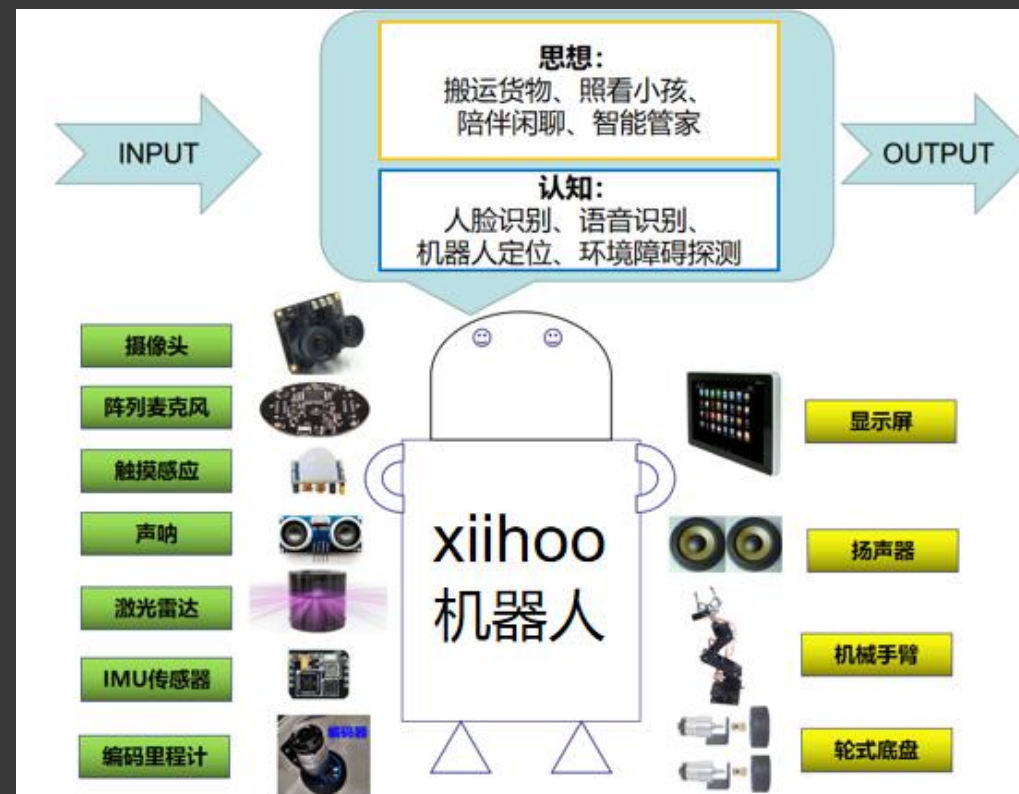 INPUT
思想：
搬运货物、照看小孩、
陪伴闲聊、智能管家
认知：
人脸识别、语音识别、
机器人定位、环境障碍探测
OUTPUT
摄像头
阵列麦克风
触摸感应
声呐
激光雷达
IMU传感器
编码里程计
编码器
xiihoo
机器人
显示屏
扬声器
机械手臂
轮式底盘